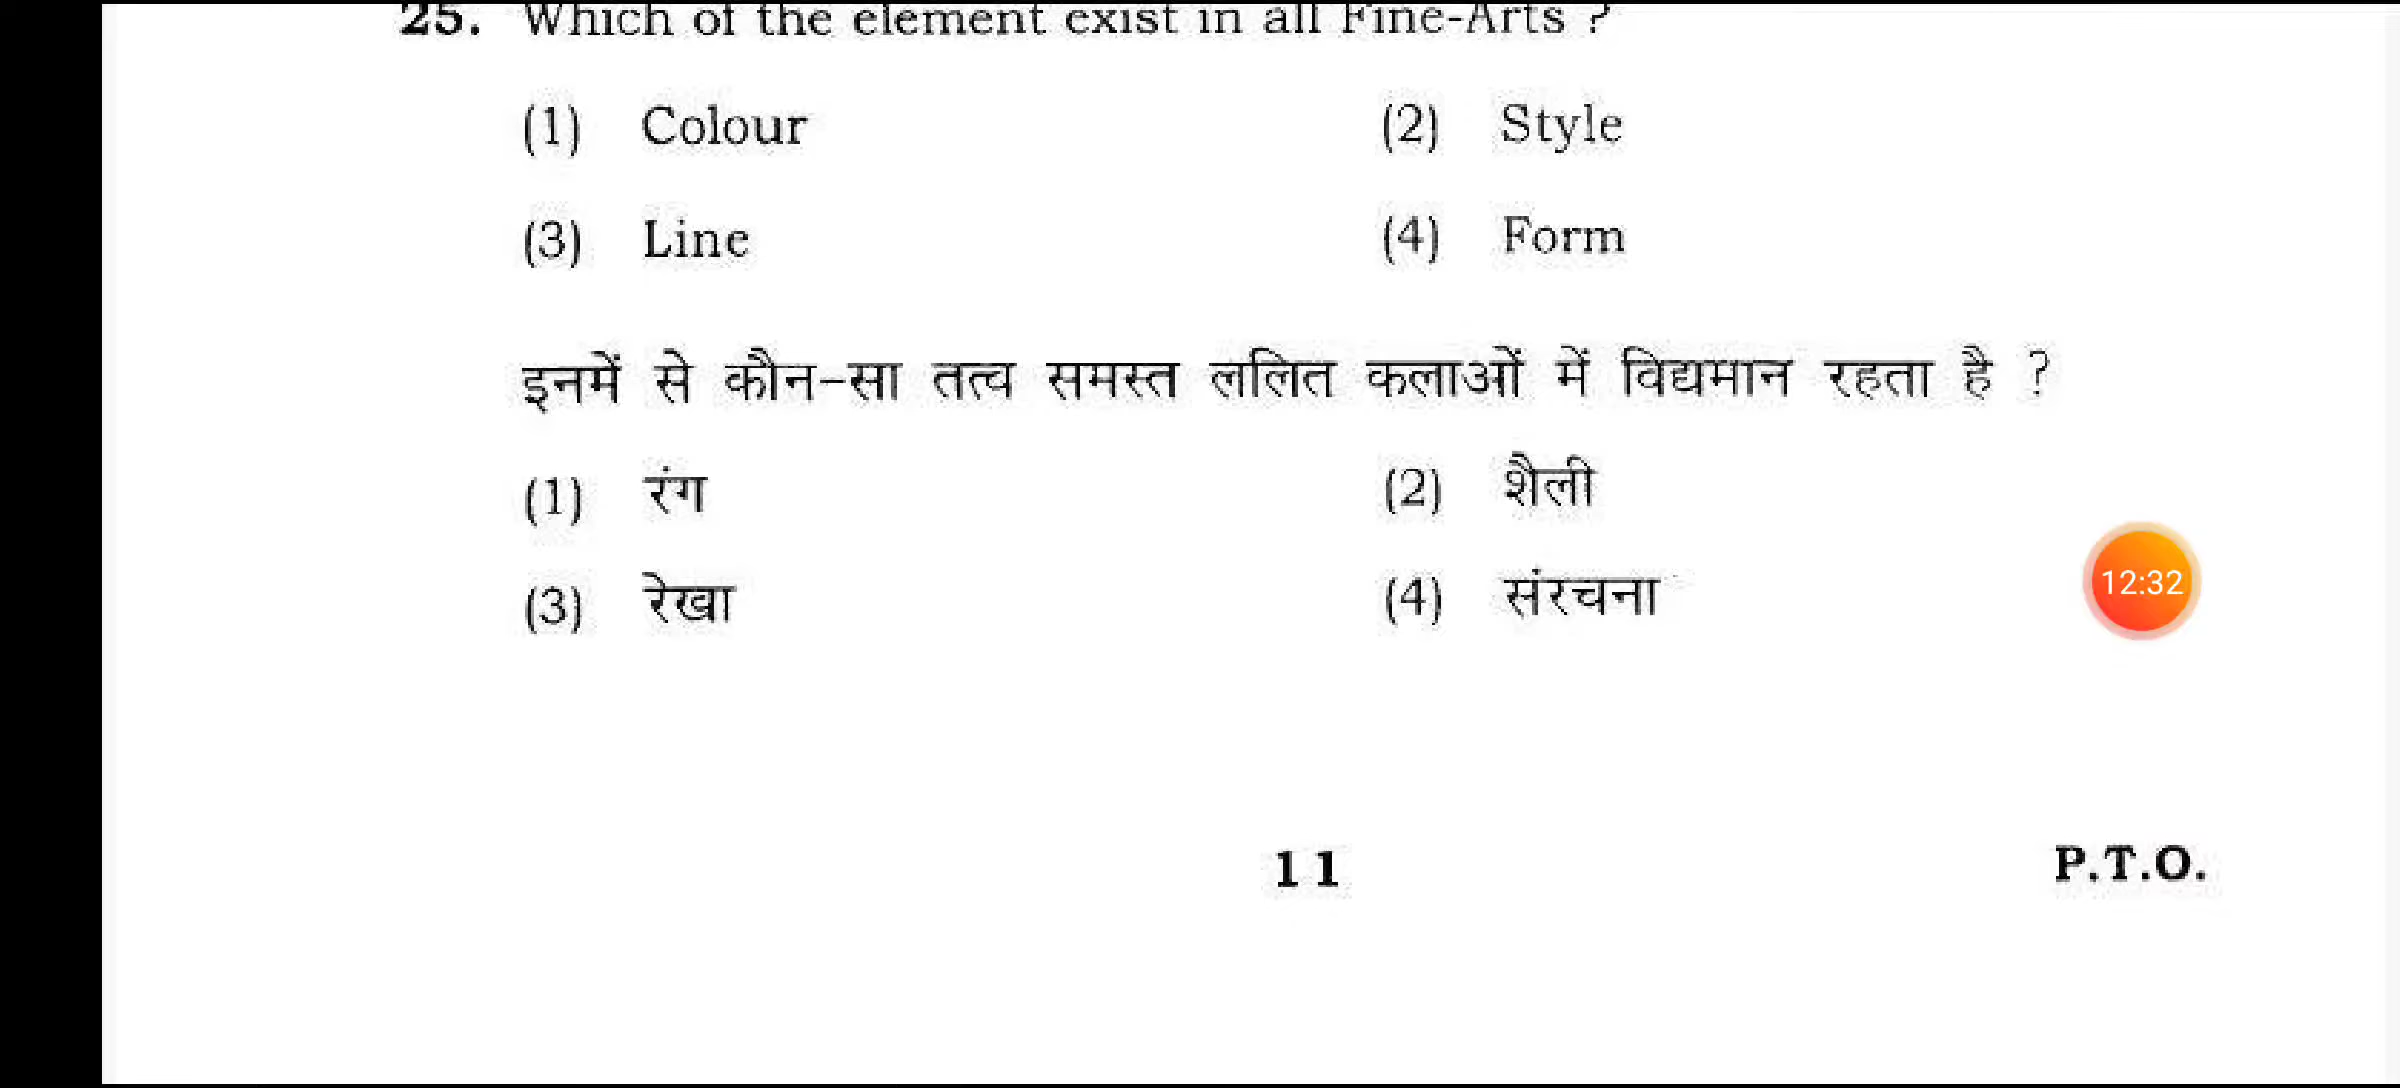 25. Which of the element exist in all Fine-Arts ?
(1) Colour (2) Style
(3) Line (4) Form
इनमें से कौन-सा तत्व समस्त ललित कलाओं में विद्यमान रहता है ?
(1) रंग (2) शैली
(3) रेखा (4) संरचना
12:32
11 P.T.O.